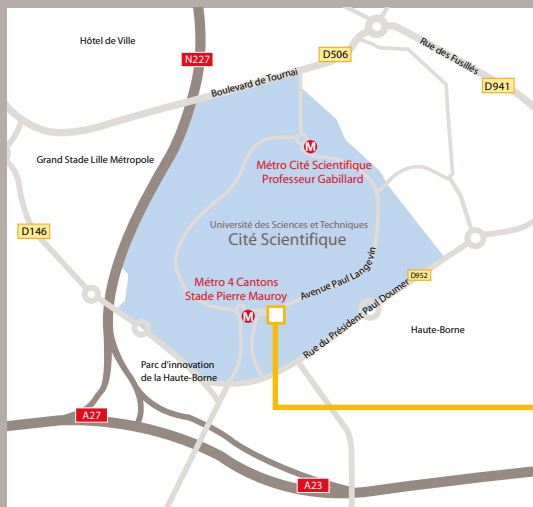 Hôtel de Ville
D506
Rue des Fusillés
N227
Boulevard de Tournai
D941
M
Métro Cité Scientifique
Professeur Gabillard
Grand Stade Lille Métropole
Université des Sciences et Techniques
Cité Scientifique
D146
Métro 4 Cantons
Stade Pierre Mauroy
Avenue Paul Langevin
D952
M
Rue du Président Paul Doumer
Haute-Borne
Parc d'innovation
de la Haute-Borne
A27
A23